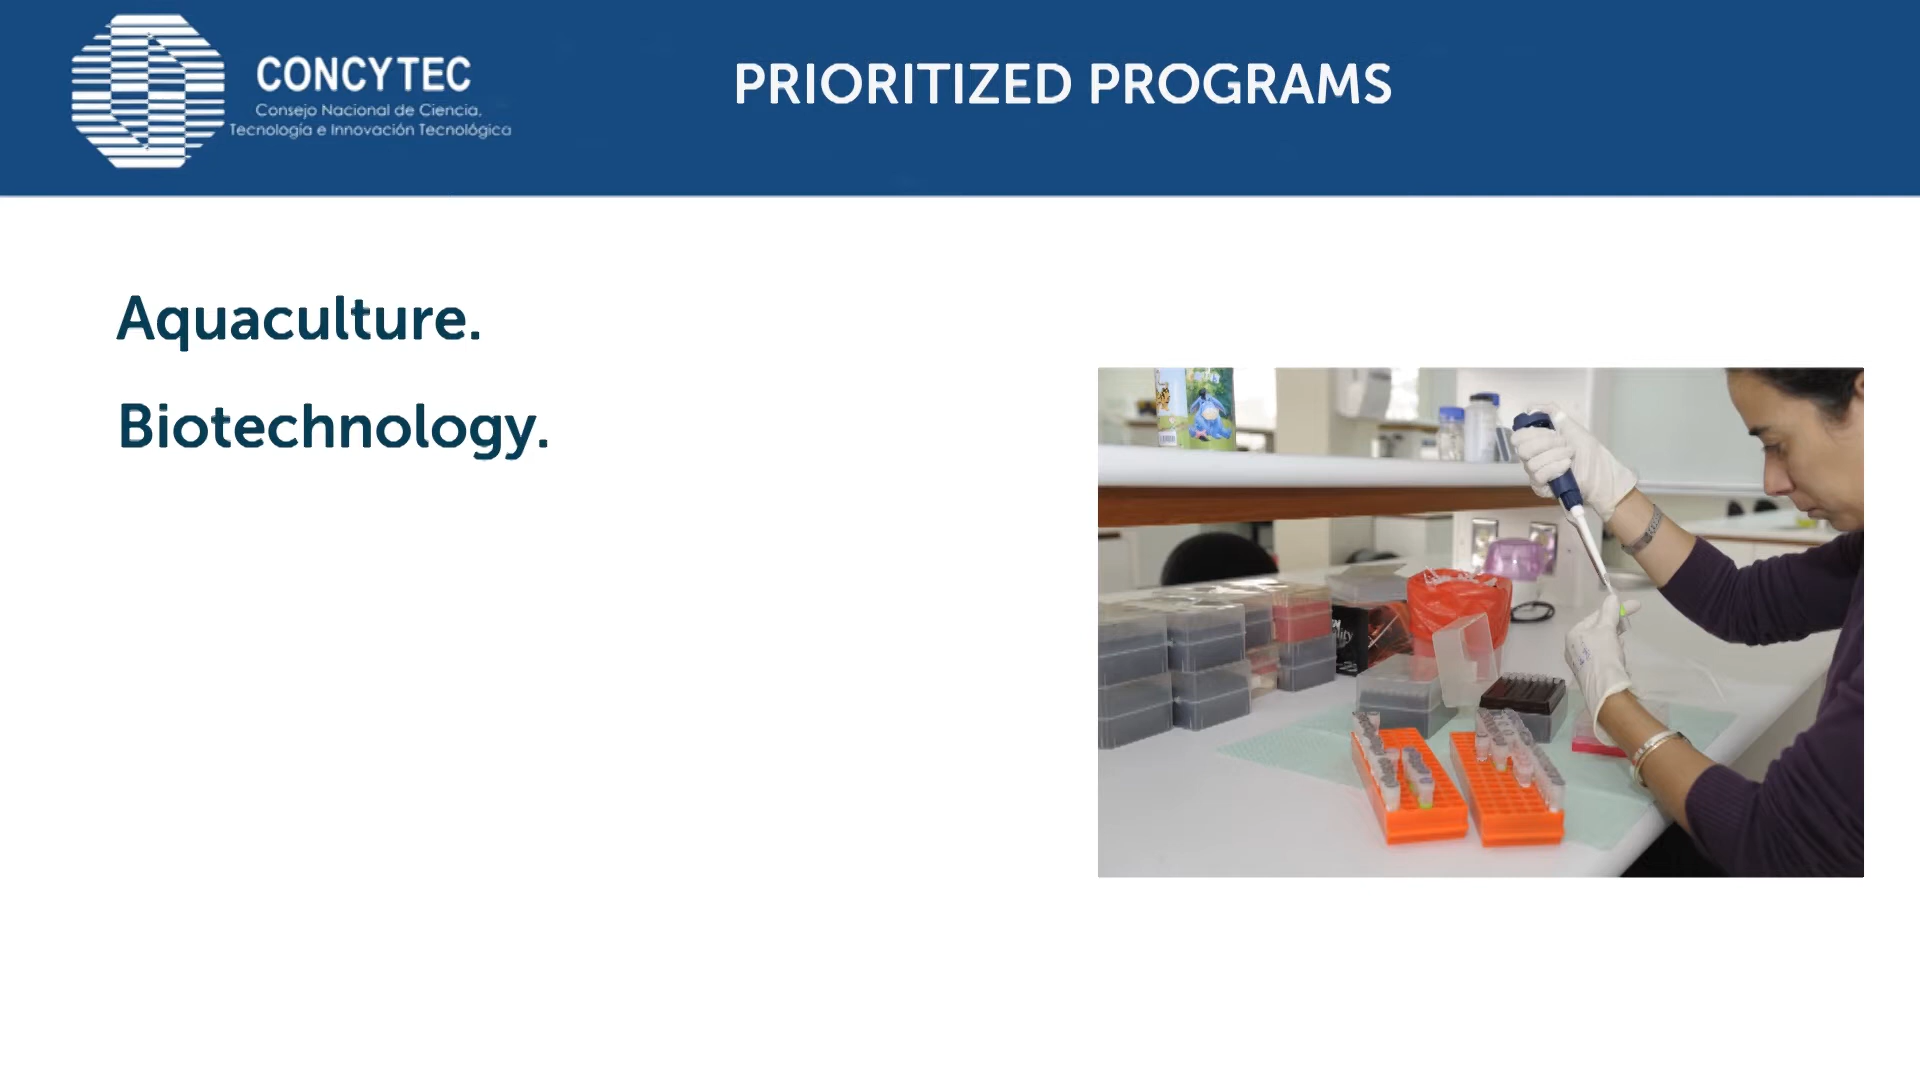 CONCYTEC
Consejo Nacional de Ciencia,
Tecnología e Innovación Tecnológica
PRIORITIZED PROGRAMS
Aquaculture.
Biotechnology.